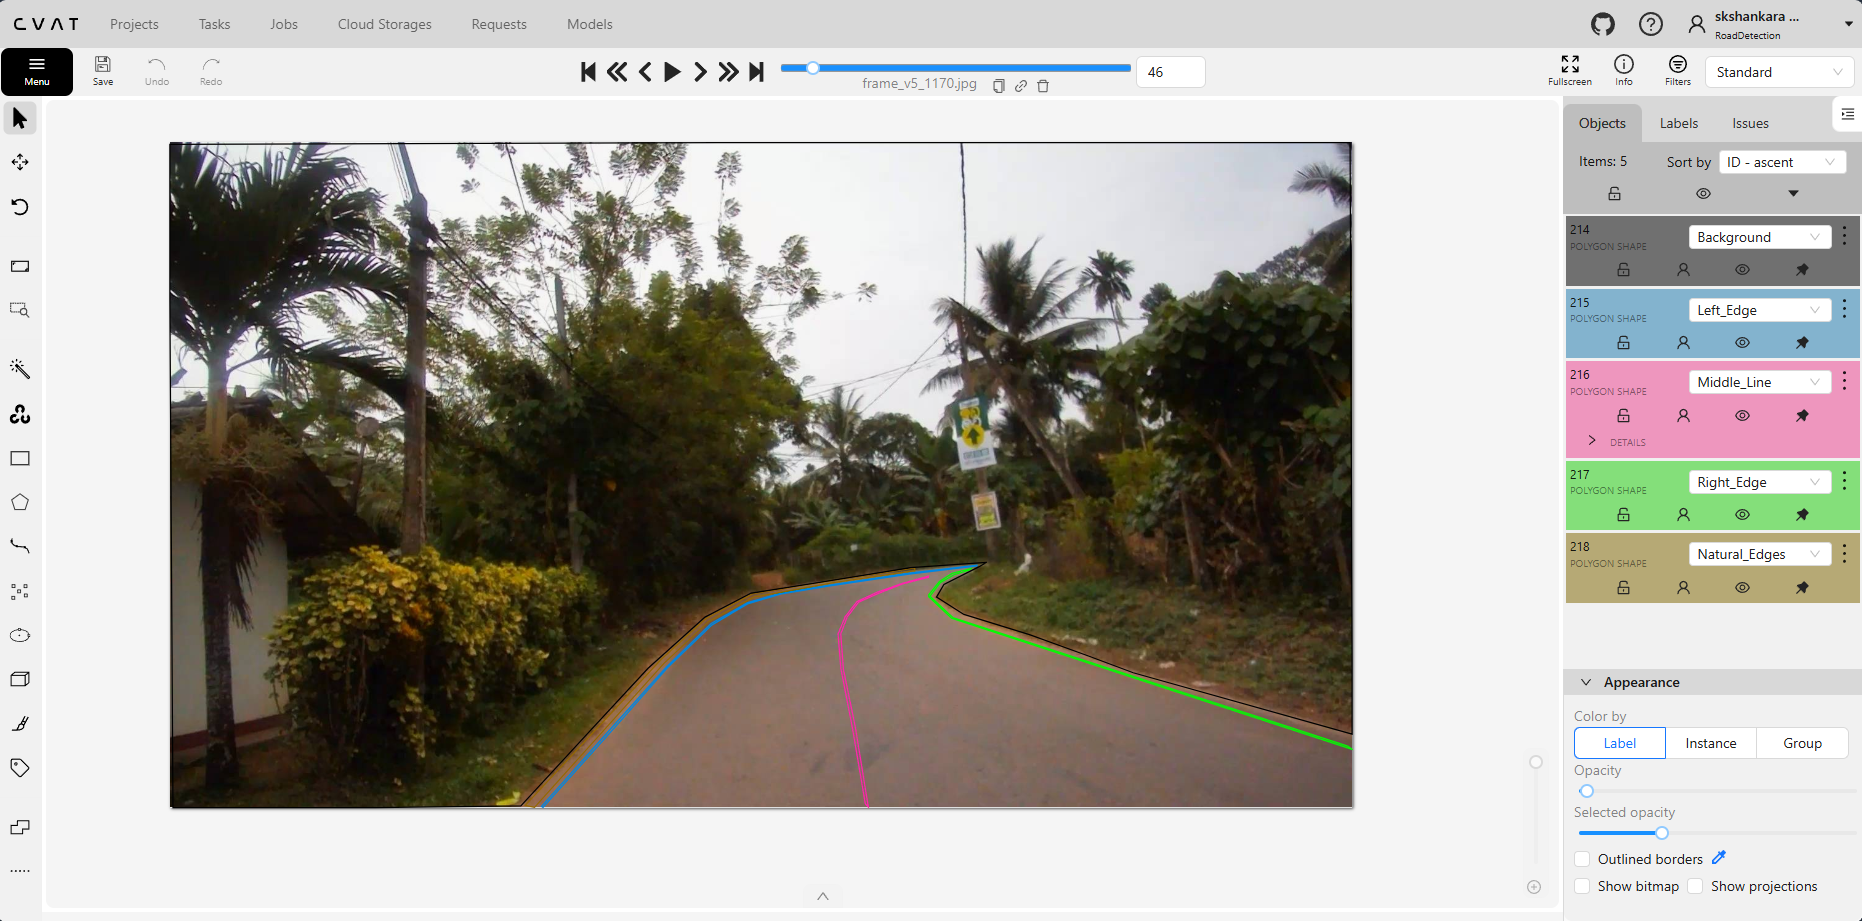 CVAT Projects Tasks Jobs Cloud Storages Requests Models skshankara ...
RoadDetection
Menu Save Undo Redo frame_v5_1170.jpg 46 Fullscreen Info Filters Standard
Objects Labels Issues
Items: 5 Sort by ID - ascent
214 Background
POLYGON SHAPE
215 Left_Edge
POLYGON SHAPE
216 Middle_Line
POLYGON SHAPE
DETAILS
217 Right_Edge
POLYGON SHAPE
218 Natural_Edges
POLYGON SHAPE
Appearance
Color by
Label Instance Group
Opacity
Selected opacity
Outlined borders
Show bitmap Show projections